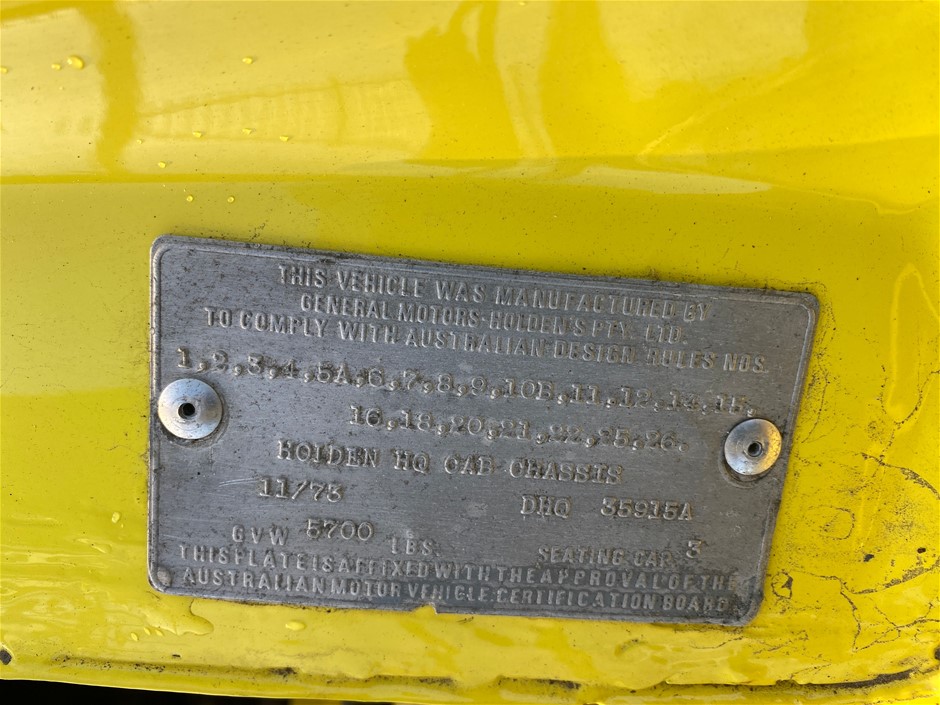 THIS VEHICLE WAS MANUFACTURED BY
GENERAL MOTORS-HOLDEN'S PTY. LTD.
TO COMPLY WITH AUSTRALIAN DESIGN RULES NOS.
1,2,3,4,5A,6,7,8,9,10B,11,12,14,15,
16,18,20,21,22,25,26.
HOLDEN HQ CAB CHASSIS
11/73 DHQ 35915A
GVW 5700 LBS. SEATING CAP. 3
THIS PLATE IS AFFIXED WITH THE APPROVAL OF THE
AUSTRALIAN MOTOR VEHICLE CERTIFICATION BOARD